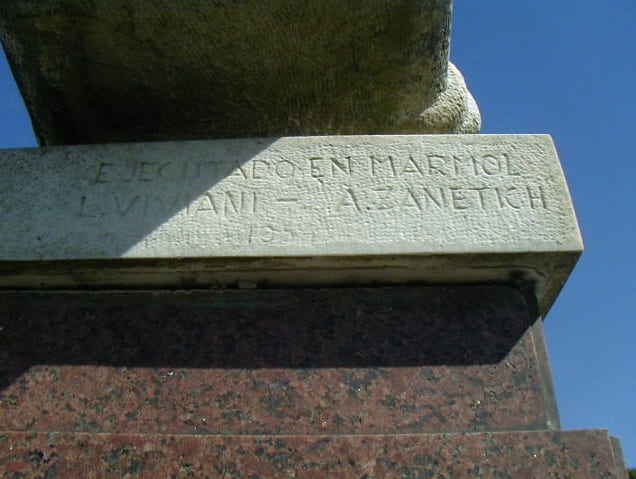 EJECUTADO EN MARMOL
L. VIVIANI - A. ZANETICH